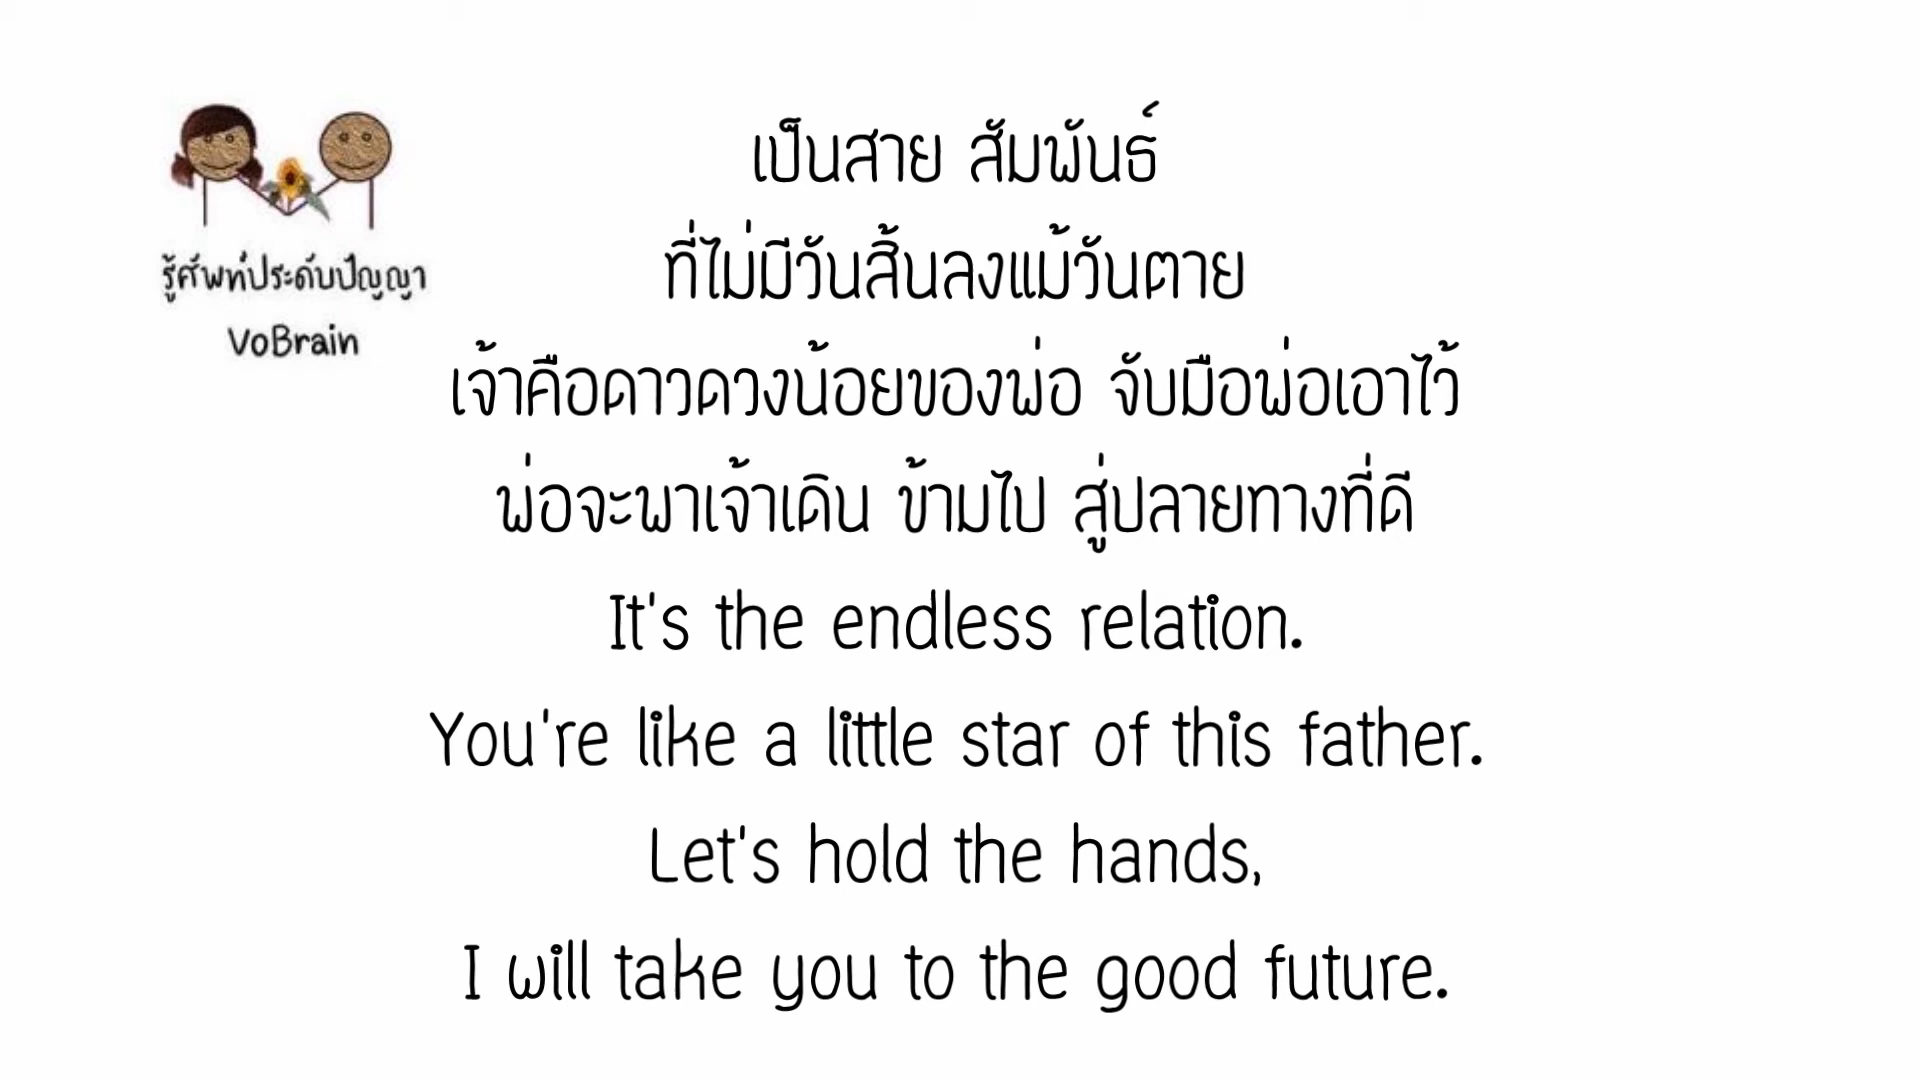 รู้ศัพท์ประดับปัญญา
VoBrain
เป็นสาย สัมพันธ์
ที่ไม่มีวันสิ้นลงแม้วันตาย
เจ้าคือดาวดวงน้อยของพ่อ จับมือพ่อเอาไว้
พ่อจะพาเจ้าเดิน ข้ามไป สู่ปลายทางที่ดี
It's the endless relation.
You're like a little star of this father.
Let's hold the hands,
I will take you to the good future.